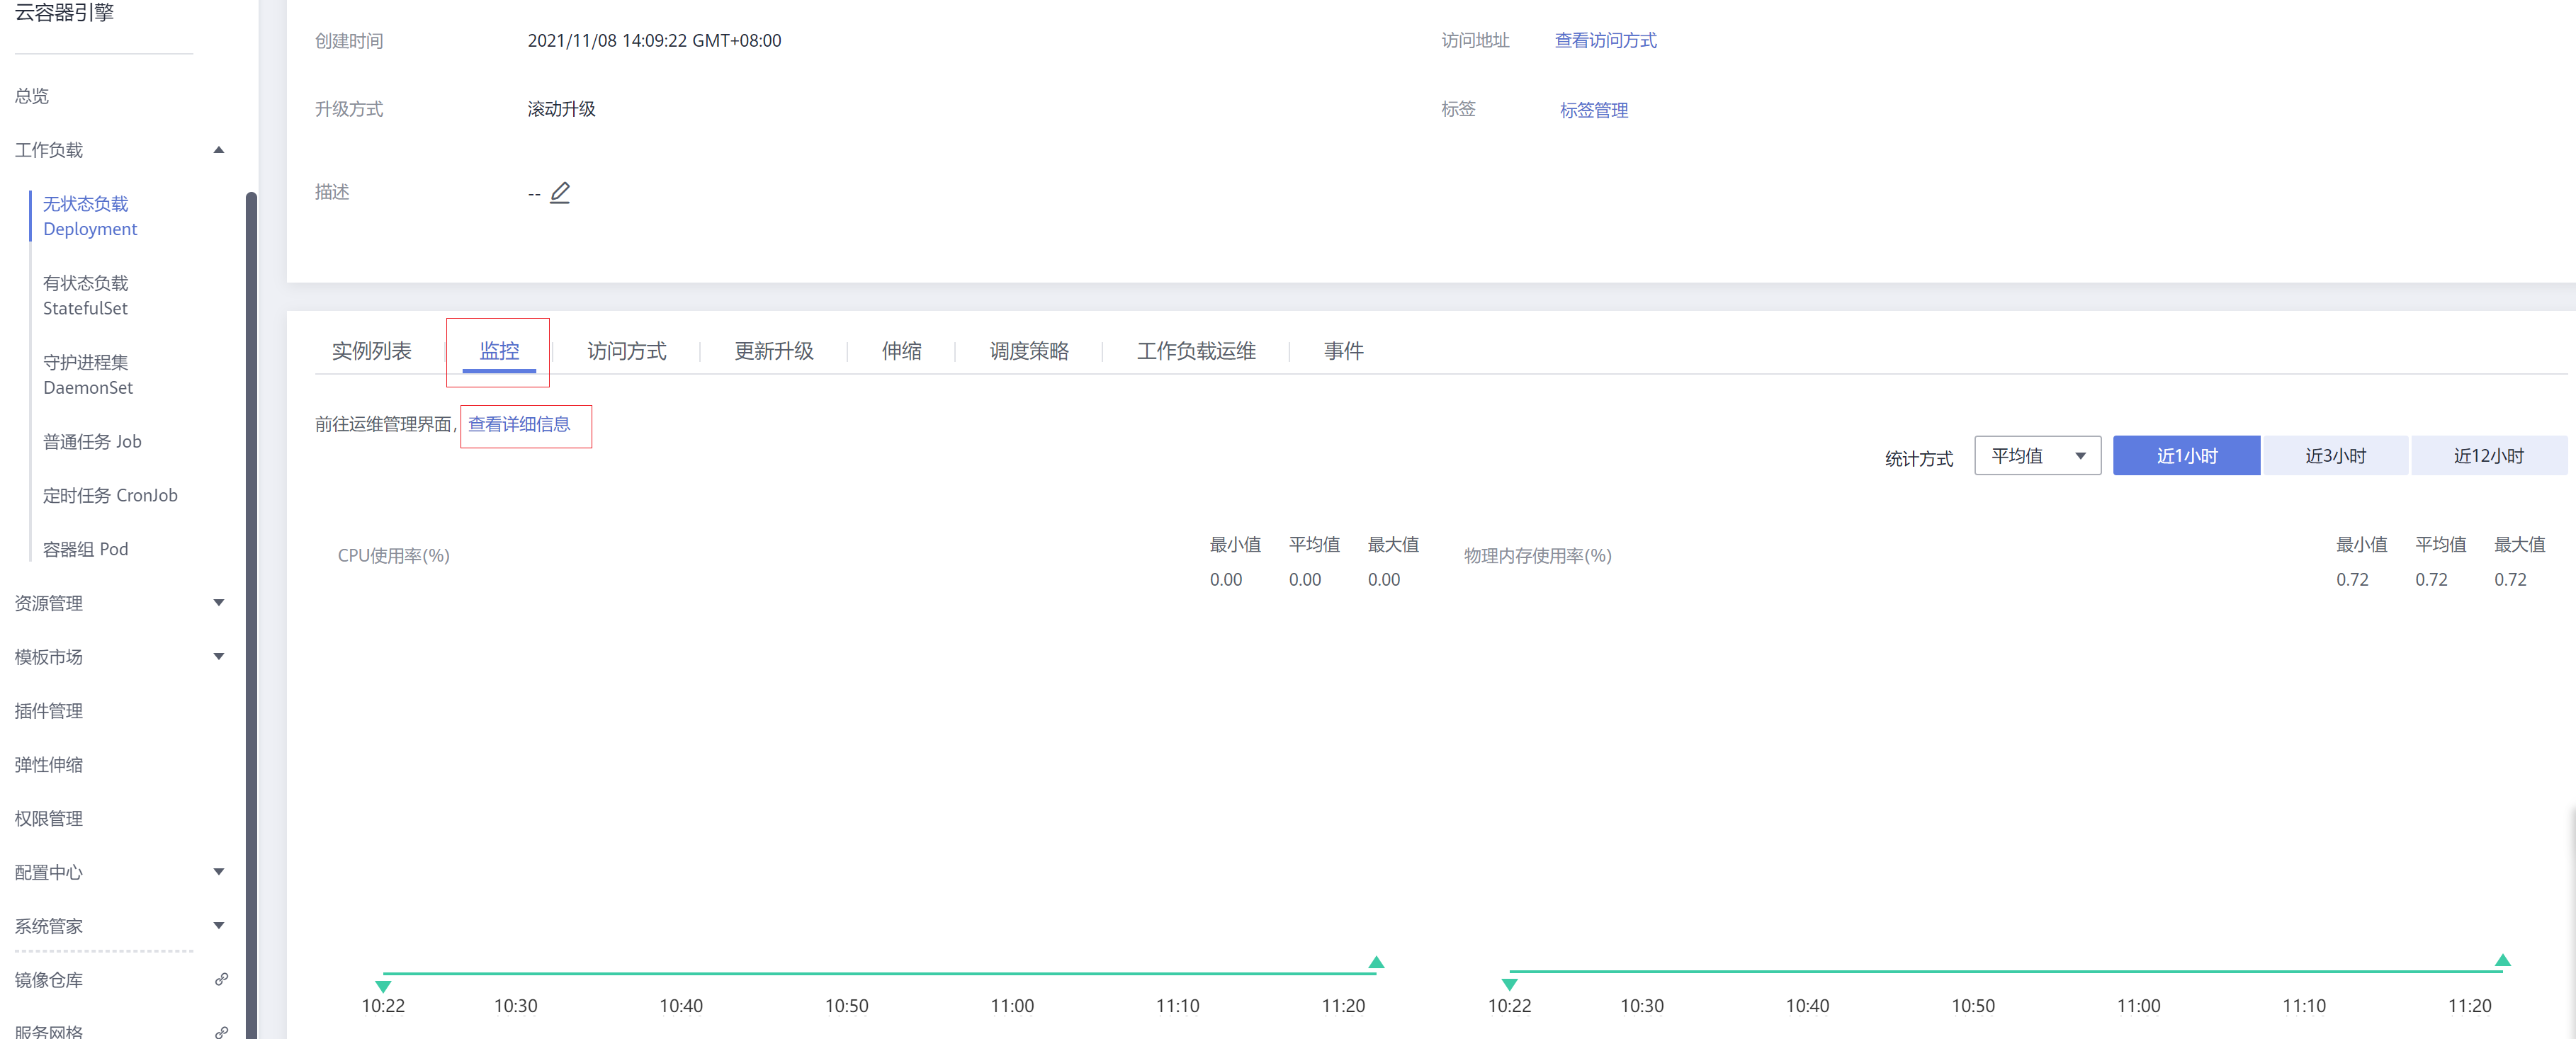 云容器引擎
总览
工作负载
无状态负载
Deployment
有状态负载
StatefulSet
守护进程集
DaemonSet
普通任务 Job
定时任务 CronJob
容器组 Pod
资源管理
模板市场
插件管理
弹性伸缩
权限管理
配置中心
系统管家
镜像仓库
服务网格
创建时间 2021/11/08 14:09:22 GMT+08:00 访问地址 查看访问方式
升级方式 滚动升级 标签 标签管理
描述 --
实例列表 监控 访问方式 更新升级 伸缩 调度策略 工作负载运维 事件
前往运维管理界面，查看详细信息
统计方式 平均值 近1小时 近3小时 近12小时
CPU使用率(%)
最小值 平均值 最大值
0.00 0.00 0.00
10:22 10:30 10:40 10:50 11:00 11:10 11:20
物理内存使用率(%)
最小值 平均值 最大值
0.72 0.72 0.72
10:22 10:30 10:40 10:50 11:00 11:10 11:20